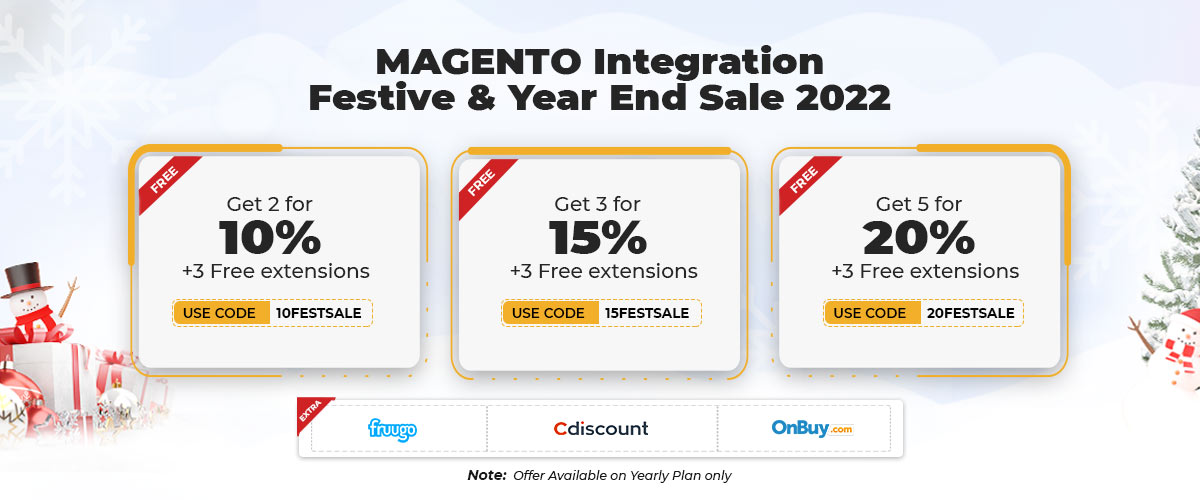 MAGENTO Integration
Festive & Year End Sale 2022
FREE
Get 2 for
10%
+3 Free extensions
USE CODE 10FESTSALE
FREE
Get 3 for
15%
+3 Free extensions
USE CODE 15FESTSALE
FREE
Get 5 for
20%
+3 Free extensions
USE CODE 20FESTSALE
EXTRA
fruugo
Cdiscount
OnBuy.com
Note: Offer Available on Yearly Plan only